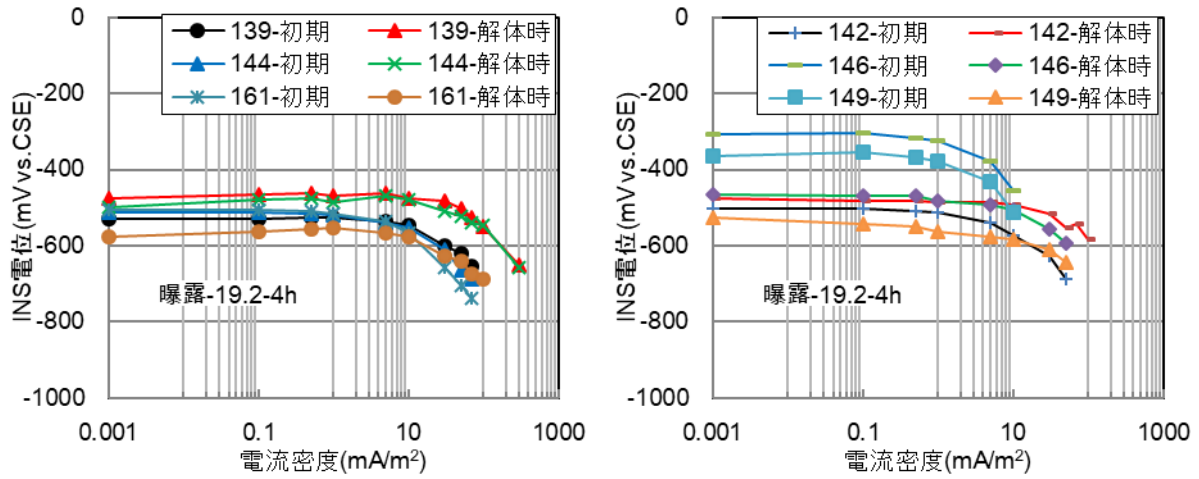 139-初期
139-解体時
144-初期
144-解体時
161-初期
161-解体時
0
-200
-400
-600
-800
-1000
INS電位(mV vs.CSE)
曝露-19.2-4h
0.001
0.1
10
1000
電流密度(mA/m²)
142-初期
142-解体時
146-初期
146-解体時
149-初期
149-解体時
0
-200
-400
-600
-800
-1000
INS電位(mV vs.CSE)
曝露-19.2-4h
0.001
0.1
10
1000
電流密度(mA/m²)